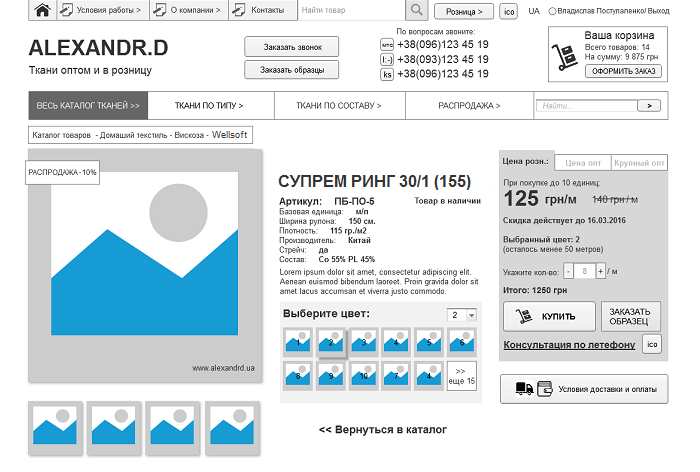 Условия работы >
О компании >
Контакты
Найти товар
Розница >
ico
UA
Владислав Поступаленко/ Выход
ALEXANDR.D
Ткани оптом и в розницу
Заказать звонок
Заказать образцы
По вопросам звоните:
мтс +38(096)123 45 19
l:-) +38(093)123 45 19
ks +38(096)123 45 19
Ваша корзина
Всего товаров: 14
На сумму: 9 875 грн
ОФОРМИТЬ ЗАКАЗ
ВЕСЬ КАТАЛОГ ТКАНЕЙ >>
ТКАНИ ПО ТИПУ >
ТКАНИ ПО СОСТАВУ >
РАСПРОДАЖА >
Найти...
>
Каталог товаров - Домаший текстиль - Вискоза - Wellsoft
РАСПРОДАЖА -10%
www.alexandrd.ua
СУПРЕМ РИНГ 30/1 (155)
Артикул: ПБ-ПО-5
Товар в наличии
Базовая единица: м/п
Ширина рулона: 150 см.
Плотность: 115 гр./м2
Производитель: Китай
Стрейч: да
Состав: Co 55% PL 45%
Lorem ipsum dolor sit amet, consectetur adipiscing elit.
Aenean euismod bibendum laoreet. Proin gravida dolor sit
amet lacus accumsan et viverra justo commodo.
Выберите цвет:
2
1 2 3 4 5 6
8 9 10 7 4
>>
еще 15
<< Вернуться в каталог
Цена розн.:
Цена опт
Крупный опт
При покупке до 10 единиц:
125 грн/м
140 грн / м
Скидка действует до 16.03.2016
Выбранный цвет: 2
(осталось менее 50 метров)
Укажите кол-во: - 8 + / м
Итого: 1250 грн
КУПИТЬ
ЗАКАЗАТЬ
ОБРАЗЕЦ
Консультация по летефону
ico
Условия доставки и оплаты